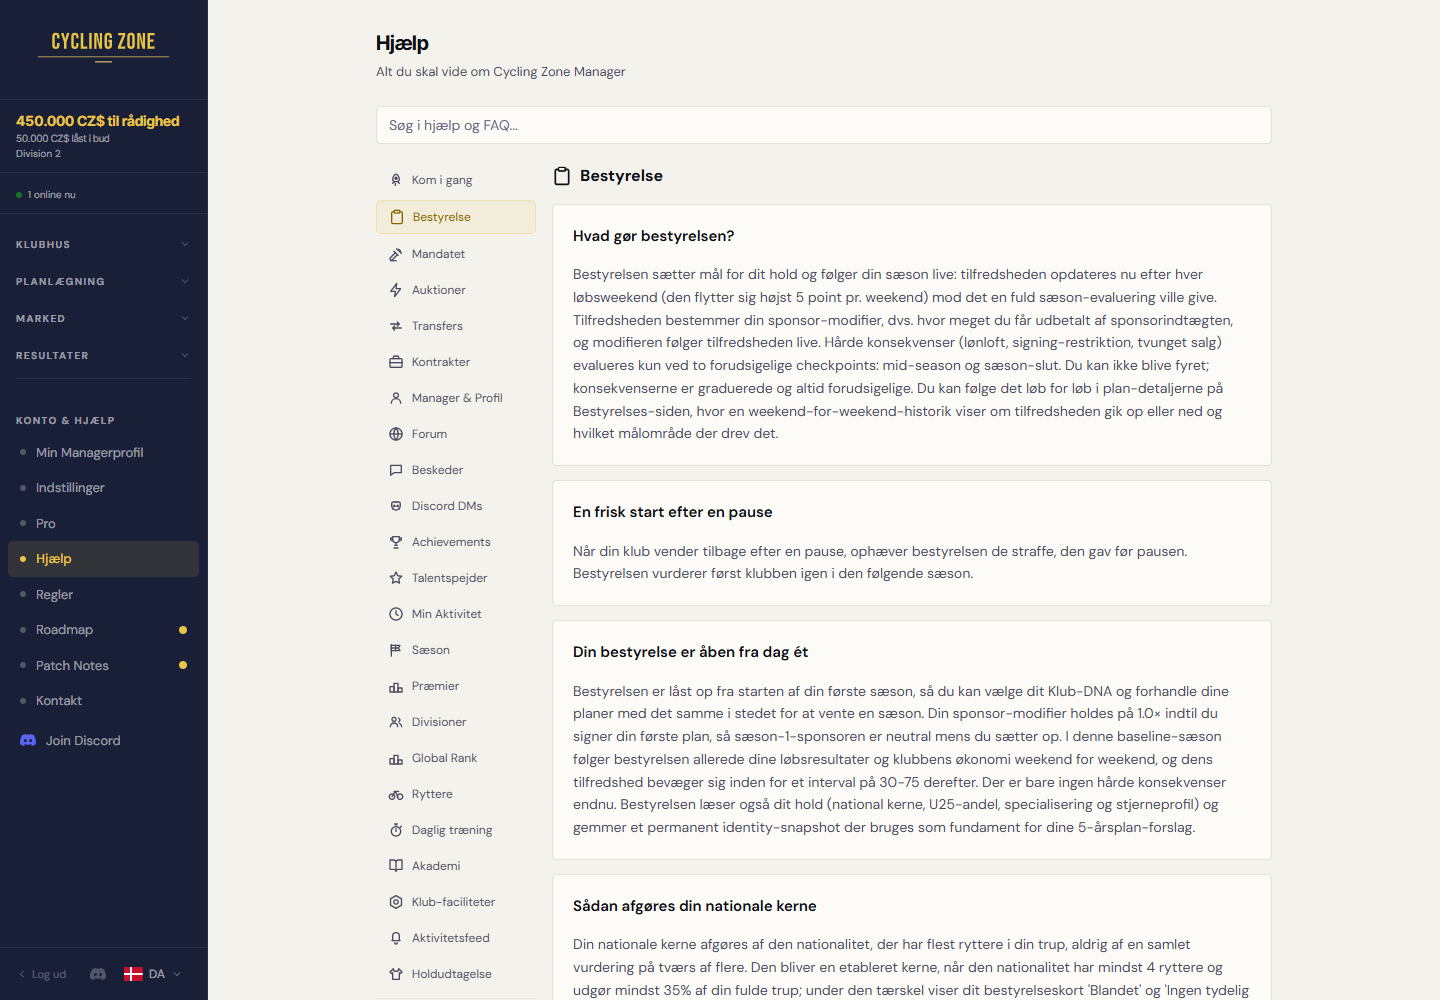 CYCLING ZONE
450.000 CZ$ til rådighed
50.000 CZ$ låst i bud
Division 2
1 online nu
KLUBHUS
PLANLÆGNING
MARKED
RESULTATER
KONTO & HJÆLP
Min Managerprofil
Indstillinger
Pro
Hjælp
Regler
Roadmap
Patch Notes
Kontakt
Join Discord
Log ud
DA
Hjælp
Alt du skal vide om Cycling Zone Manager
Søg i hjælp og FAQ...
Kom i gang
Bestyrelse
Mandatet
Auktioner
Transfers
Kontrakter
Manager & Profil
Forum
Beskeder
Discord DMs
Achievements
Talentspejder
Min Aktivitet
Sæson
Præmier
Divisioner
Global Rank
Ryttere
Daglig træning
Akademi
Klub-faciliteter
Aktivitetsfeed
Holdudtagelse
Bestyrelse
Hvad gør bestyrelsen?
Bestyrelsen sætter mål for dit hold og følger din sæson live: tilfredsheden opdateres nu efter hver
løbsweekend (den flytter sig højst 5 point pr. weekend) mod det en fuld sæson-evaluering ville give.
Tilfredsheden bestemmer din sponsor-modifier, dvs. hvor meget du får udbetalt af sponsorindtægten,
og modifieren følger tilfredsheden live. Hårde konsekvenser (lønloft, signing-restriktion, tvunget salg)
evalueres kun ved to forudsigelige checkpoints: mid-season og sæson-slut. Du kan ikke blive fyret;
konsekvenserne er graduerede og altid forudsigelige. Du kan følge det løb for løb i plan-detaljerne på
Bestyrelses-siden, hvor en weekend-for-weekend-historik viser om tilfredsheden gik op eller ned og
hvilket målområde der drev det.
En frisk start efter en pause
Når din klub vender tilbage efter en pause, ophæver bestyrelsen de straffe, den gav før pausen.
Bestyrelsen vurderer først klubben igen i den følgende sæson.
Din bestyrelse er åben fra dag ét
Bestyrelsen er låst op fra starten af din første sæson, så du kan vælge dit Klub-DNA og forhandle dine
planer med det samme i stedet for at vente en sæson. Din sponsor-modifier holdes på 1.0× indtil du
signer din første plan, så sæson-1-sponsoren er neutral mens du sætter op. I denne baseline-sæson
følger bestyrelsen allerede dine løbsresultater og klubbens økonomi weekend for weekend, og dens
tilfredshed bevæger sig inden for et interval på 30-75 derefter. Der er bare ingen hårde konsekvenser
endnu. Bestyrelsen læser også dit hold (national kerne, U25-andel, specialisering og stjerneprofil) og
gemmer et permanent identity-snapshot der bruges som fundament for dine 5-årsplan-forslag.
Sådan afgøres din nationale kerne
Din nationale kerne afgøres af den nationalitet, der har flest ryttere i din trup, aldrig af en samlet
vurdering på tværs af flere. Den bliver en etableret kerne, når den nationalitet har mindst 4 ryttere og
udgør mindst 35% af din fulde trup; under den tærskel viser dit bestyrelseskort 'Blandet' og 'Ingen tydelig